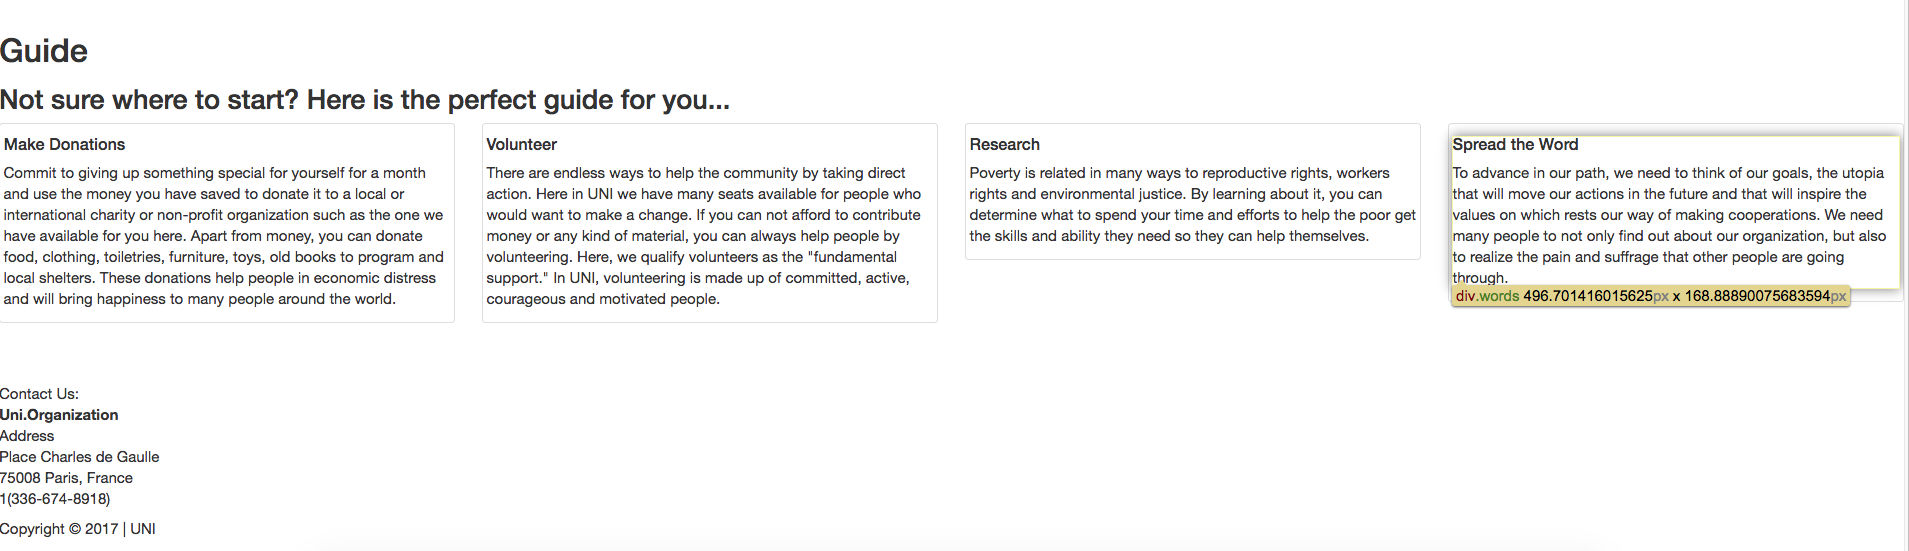 Guide
Not sure where to start? Here is the perfect guide for you...
Make Donations
Commit to giving up something special for yourself for a month
and use the money you have saved to donate it to a local or
international charity or non-profit organization such as the one we
have available for you here. Apart from money, you can donate
food, clothing, toiletries, furniture, toys, old books to program and
local shelters. These donations help people in economic distress
and will bring happiness to many people around the world.
Volunteer
There are endless ways to help the community by taking direct
action. Here in UNI we have many seats available for people who
would want to make a change. If you can not afford to contribute
money or any kind of material, you can always help people by
volunteering. Here, we qualify volunteers as the "fundamental
support." In UNI, volunteering is made up of committed, active,
courageous and motivated people.
Research
Poverty is related in many ways to reproductive rights, workers
rights and environmental justice. By learning about it, you can
determine what to spend your time and efforts to help the poor get
the skills and ability they need so they can help themselves.
Spread the Word
To advance in our path, we need to think of our goals, the utopia
that will move our actions in the future and that will inspire the
values on which rests our way of making cooperations. We need
many people to not only find out about our organization, but also
to realize the pain and suffrage that other people are going
through.
div.words 496.701416015625px x 168.88890075683594px
Contact Us:
Uni.Organization
Address
Place Charles de Gaulle
75008 Paris, France
1(336-674-8918)
Copyright © 2017 | UNI